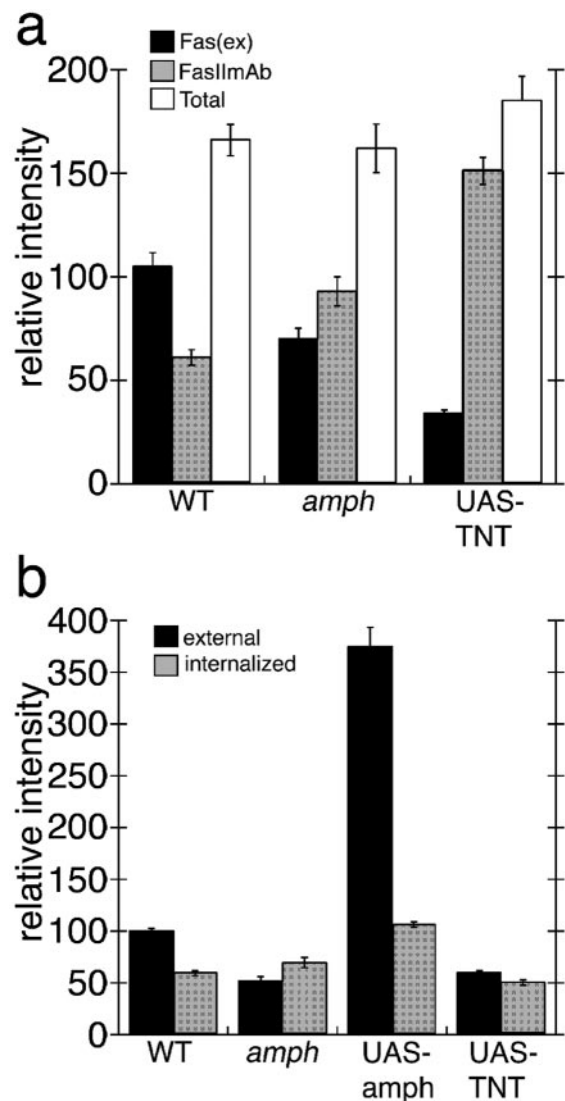 a
Fas(ex)
FasIImAb
Total
relative intensity
200
150
100
50
0
WT
amph
UAS-
TNT
b
external
internalized
relative intensity
400
350
300
250
200
150
100
50
0
WT
amph
UAS-
amph
UAS-
TNT